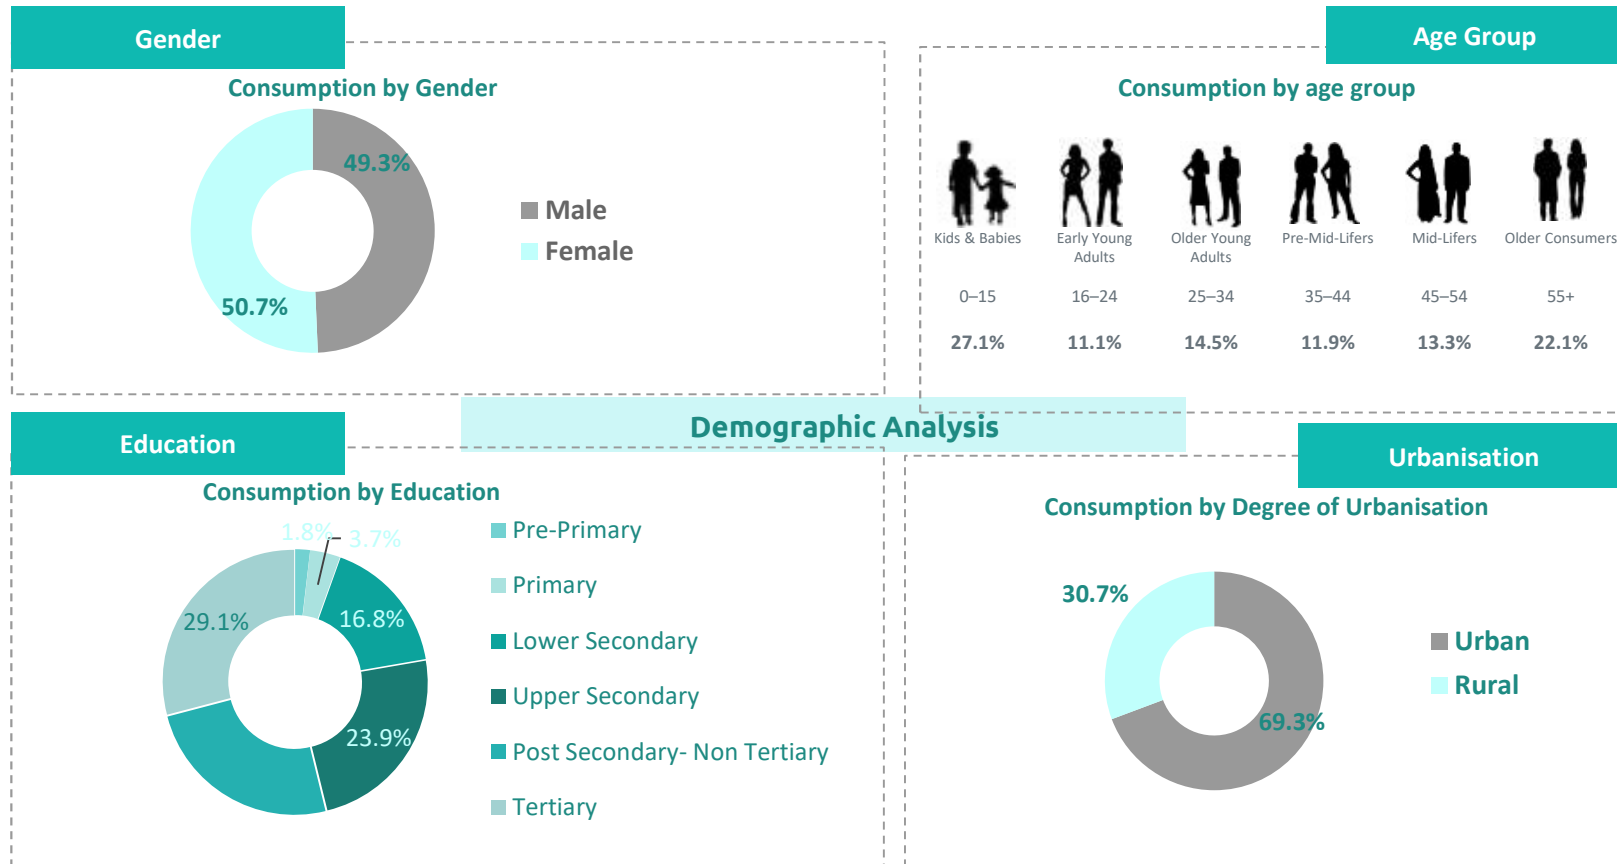 Gender
Consumption by Gender
49.3%
50.7%
Male
Female
Age Group
Consumption by age group
Kids & Babies
Early Young
Adults
Older Young
Adults
Pre-Mid-Lifers
Mid-Lifers
Older Consumers
0–15
16–24
25–34
35–44
45–54
55+
27.1%
11.1%
14.5%
11.9%
13.3%
22.1%
Demographic Analysis
Education
Consumption by Education
1.8%
3.7%
16.8%
23.9%
29.1%
Pre-Primary
Primary
Lower Secondary
Upper Secondary
Post Secondary- Non Tertiary
Tertiary
Urbanisation
Consumption by Degree of Urbanisation
30.7%
69.3%
Urban
Rural